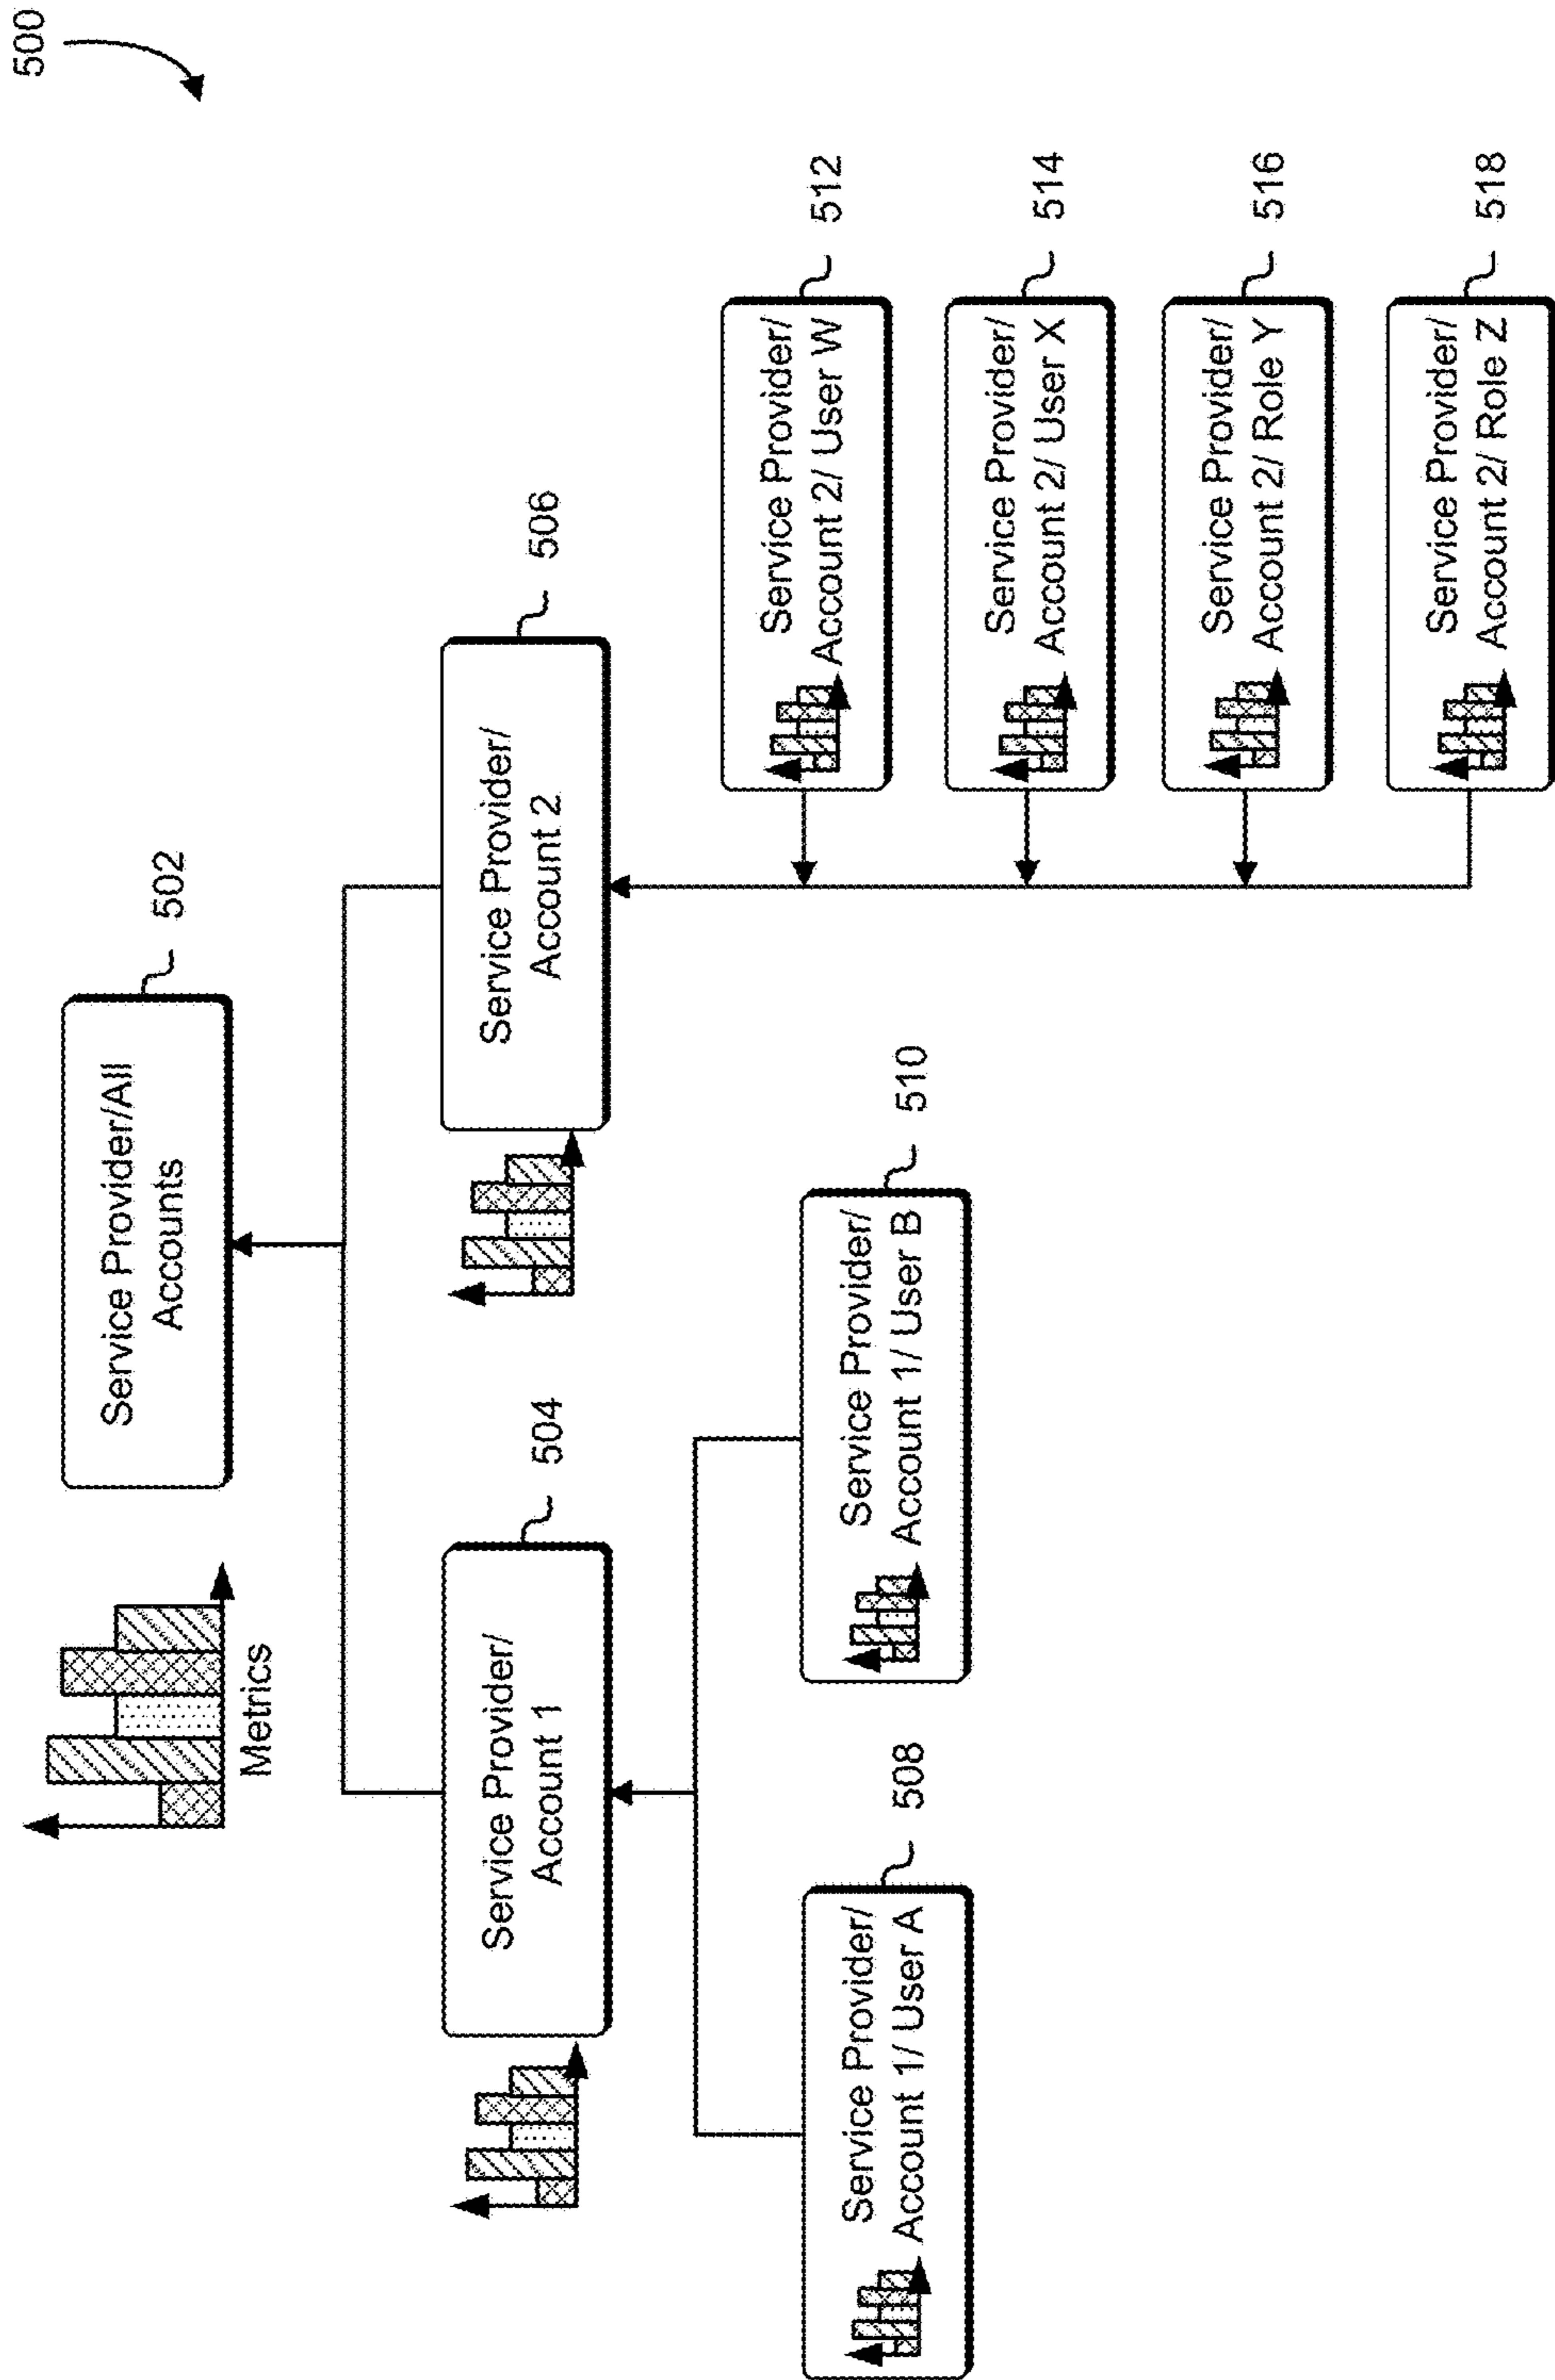 500
Service Provider/All
Accounts
502
Metrics
Service Provider/
Account 1
504
Service Provider/
Account 2
506
Service Provider/
Account 1/ User A
508
Service Provider/
Account 1/ User B
510
Service Provider/
Account 2/ User W
512
Service Provider/
Account 2/ User X
514
Service Provider/
Account 2/ Role Y
516
Service Provider/
Account 2/ Role Z
518